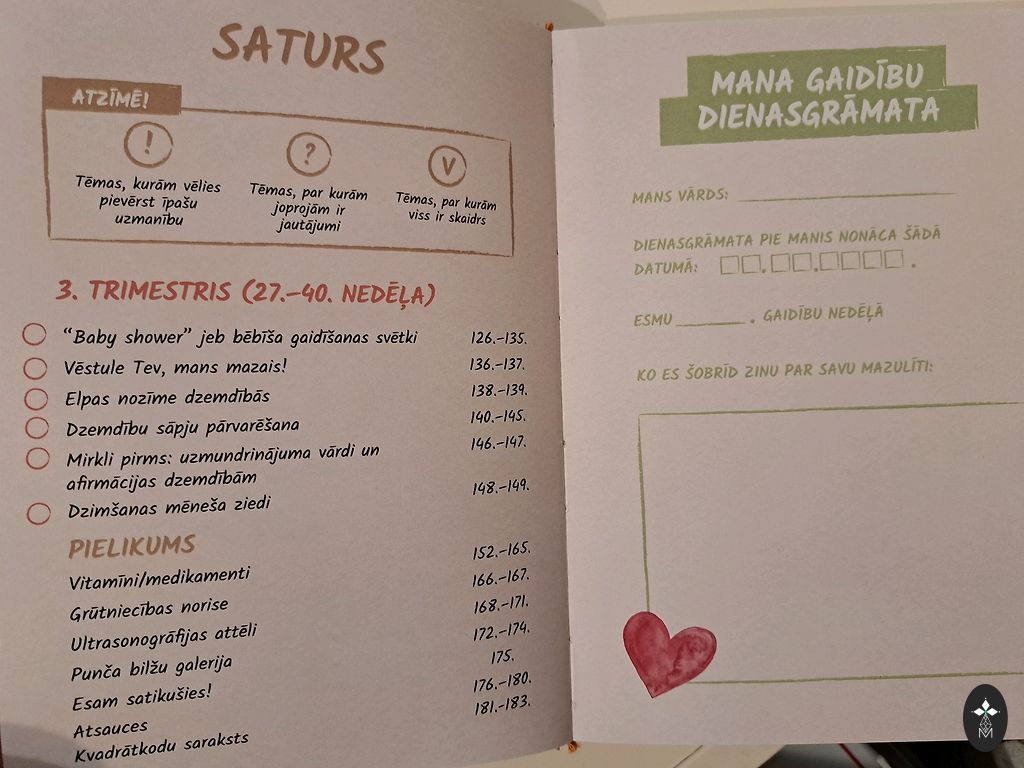 SATURS
ATZĪMĒ!
!
Tēmas, kurām vēlies
pievērst īpašu
uzmanību
?
Tēmas, par kurām
joprojām ir
jautājumi
V
Tēmas, par kurām
viss ir skaidrs
3. TRIMESTRIS (27.–40. NEDĒĻA)
“Baby shower” jeb bēbīša gaidīšanas svētki 126.–135.
Vēstule Tev, mans mazais! 136.–137.
Elpas nozīme dzemdībās 138.–139.
Dzemdību sāpju pārvarēšana 140.–145.
Mirkli pirms: uzmundrinājuma vārdi un 146.–147.
afirmācijas dzemdībām
Dzimšanas mēneša ziedi 148.–149.
PIELIKUMS
Vitamīni/medikamenti 152.–165.
Grūtniecības norise 166.–167.
Ultrasonogrāfijas attēli 168.–171.
Punča bilžu galerija 172.–174.
Esam satikušies! 175.
Atsauces 176.–180.
Kvadrātkodu saraksts 181.–183.
MANA GAIDĪBU
DIENASGRĀMATA
MANS VĀRDS:
DIENASGRĀMATA PIE MANIS NONĀCA ŠĀDĀ
DATUMĀ: . . .
ESMU . GAIDĪBU NEDĒĻĀ
KO ES ŠOBRĪD ZINU PAR SAVU MAZULĪTI:
M